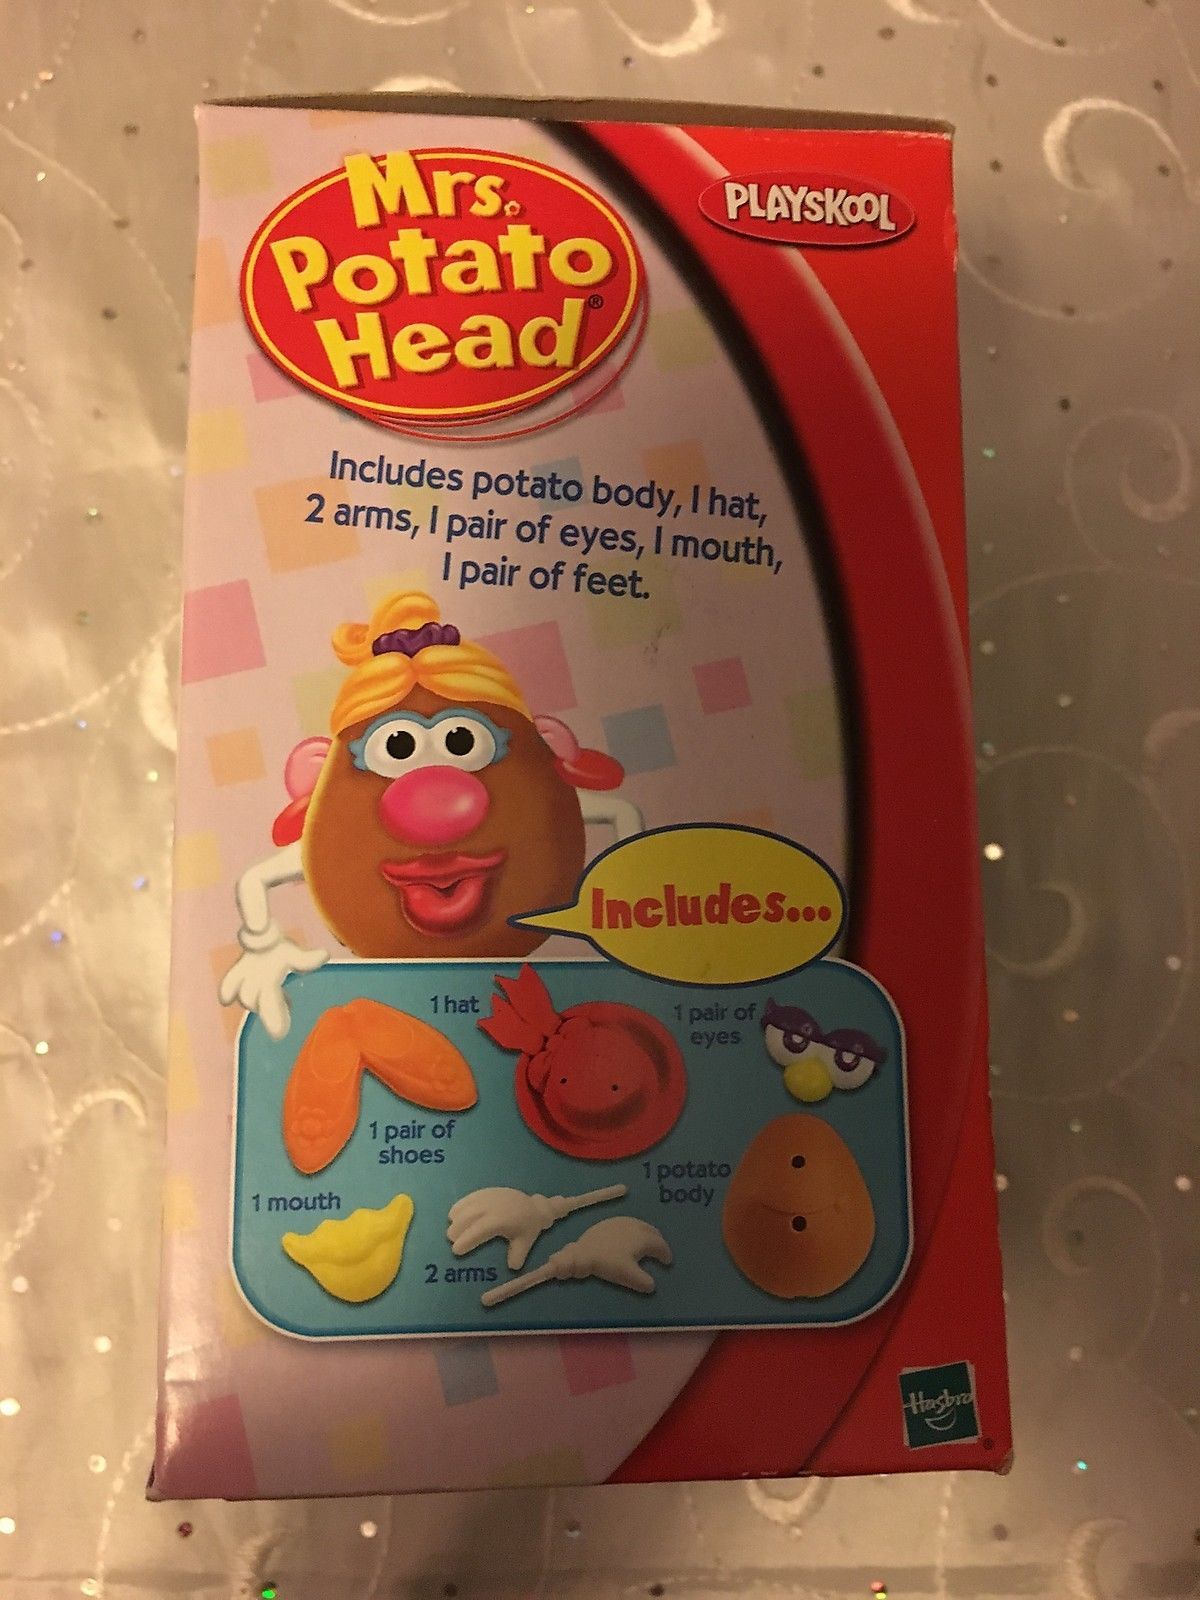 Mrs.
Potato
Head®
PLAYSKOOL
Includes potato body, 1 hat,
2 arms, 1 pair of eyes, 1 mouth,
1 pair of feet.
Includes...
1 hat
1 pair of
eyes
1 pair of
shoes
1 potato
body
1 mouth
2 arms
Hasbro
®